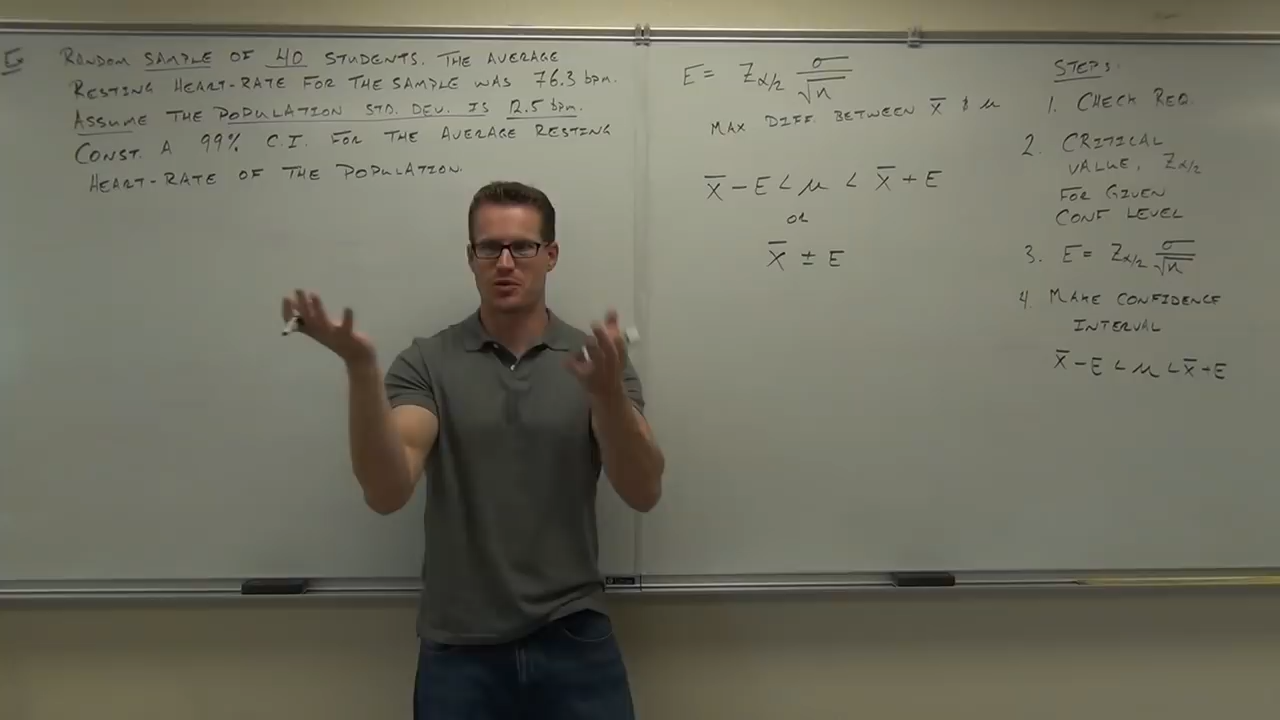 Eg RANDOM SAMPLE OF 40 STUDENTS. THE AVERAGE
RESTING HEART-RATE FOR THE SAMPLE WAS 76.3 bpm.
ASSUME THE POPULATION STD. DEV. IS 12.5 bpm.
CONST. A 99% C.I. FOR THE AVERAGE RESTING
HEART-RATE OF THE POPULATION.
E = Zα/2 σ/√n
MAX DIFF. BETWEEN x̄ & μ
x̄ - E < μ < x̄ + E
or
x̄ ± E
STEPS:
1. CHECK REQ.
2. CRITICAL
VALUE, Zα/2
FOR GIVEN
CONF LEVEL
3. E = Zα/2 σ/√n
4. MAKE CONFIDENCE
INTERVAL
x̄ - E < μ < x̄ + E